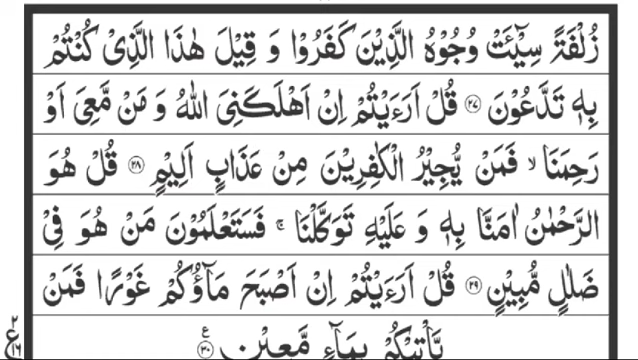 زُلْفَةً سِیْٓـَٔتْ وُجُوْهُ الَّذِیْنَ كَفَرُوْا وَ قِیْلَ هٰذَا الَّذِیْ كُنْتُمْ
بِهٖ تَدَّعُوْنَ ۝۲۷ قُلْ اَرَءَیْتُمْ اِنْ اَهْلَكَنِیَ اللّٰهُ وَ مَنْ مَّعِیَ اَوْ
رَحِمَنَا ۙ فَمَنْ یُّجِیْرُ الْكٰفِرِیْنَ مِنْ عَذَابٍ اَلِیْمٍ ۝۲۸ قُلْ هُوَ
الرَّحْمٰنُ اٰمَنَّا بِهٖ وَ عَلَیْهِ تَوَكَّلْنَا ۚ فَسَتَعْلَمُوْنَ مَنْ هُوَ فِیْ
ضَلٰلٍ مُّبِیْنٍ ۝۲۹ قُلْ اَرَءَیْتُمْ اِنْ اَصْبَحَ مَآؤُكُمْ غَوْرًا فَمَنْ
یَّاْتِیْكُمْ بِمَآءٍ مَّعِیْنٍ ۝۳۰ ع